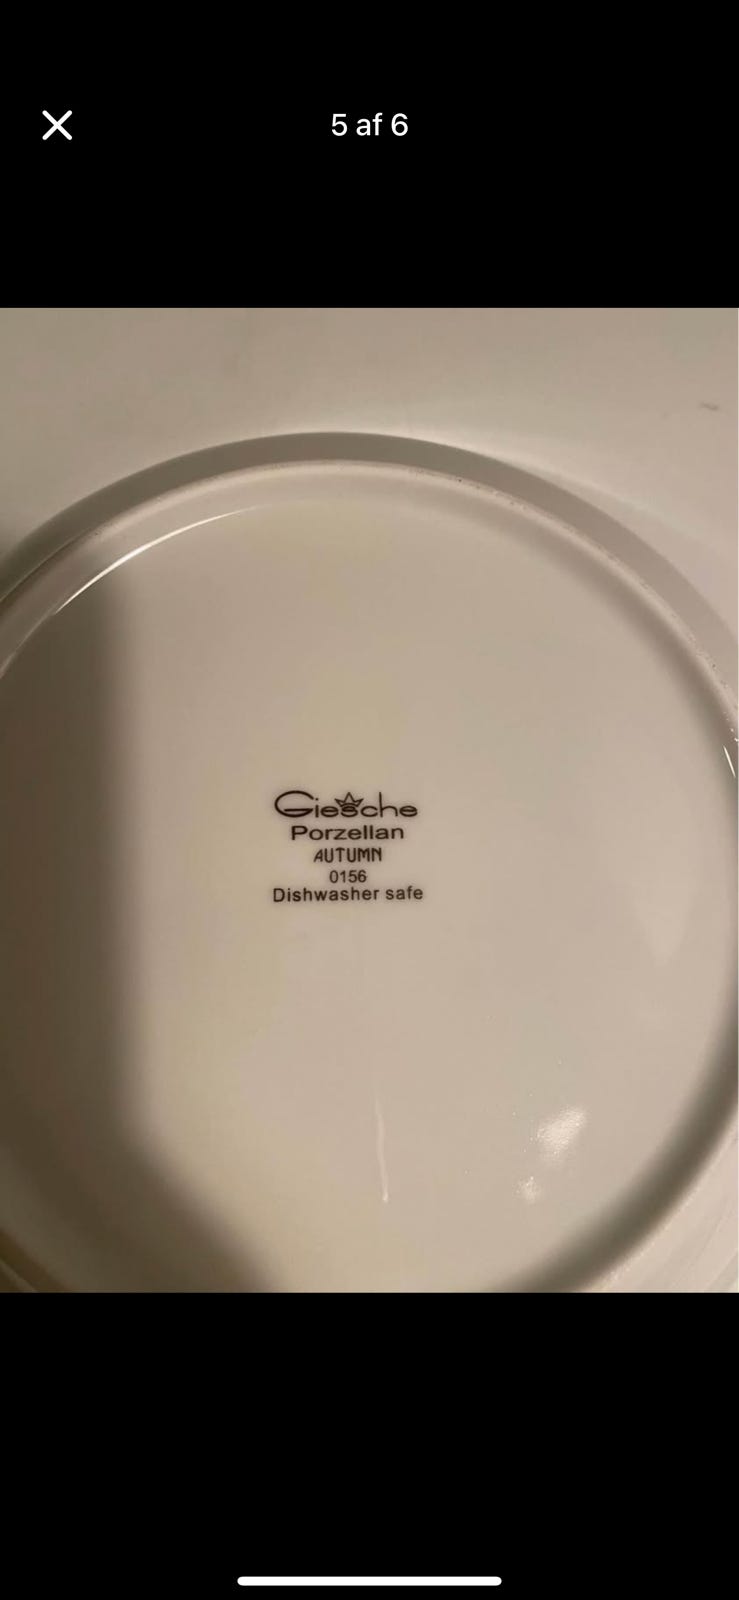 5 af 6
Giesche
Porzellan
AUTUMN
0156
Dishwasher safe